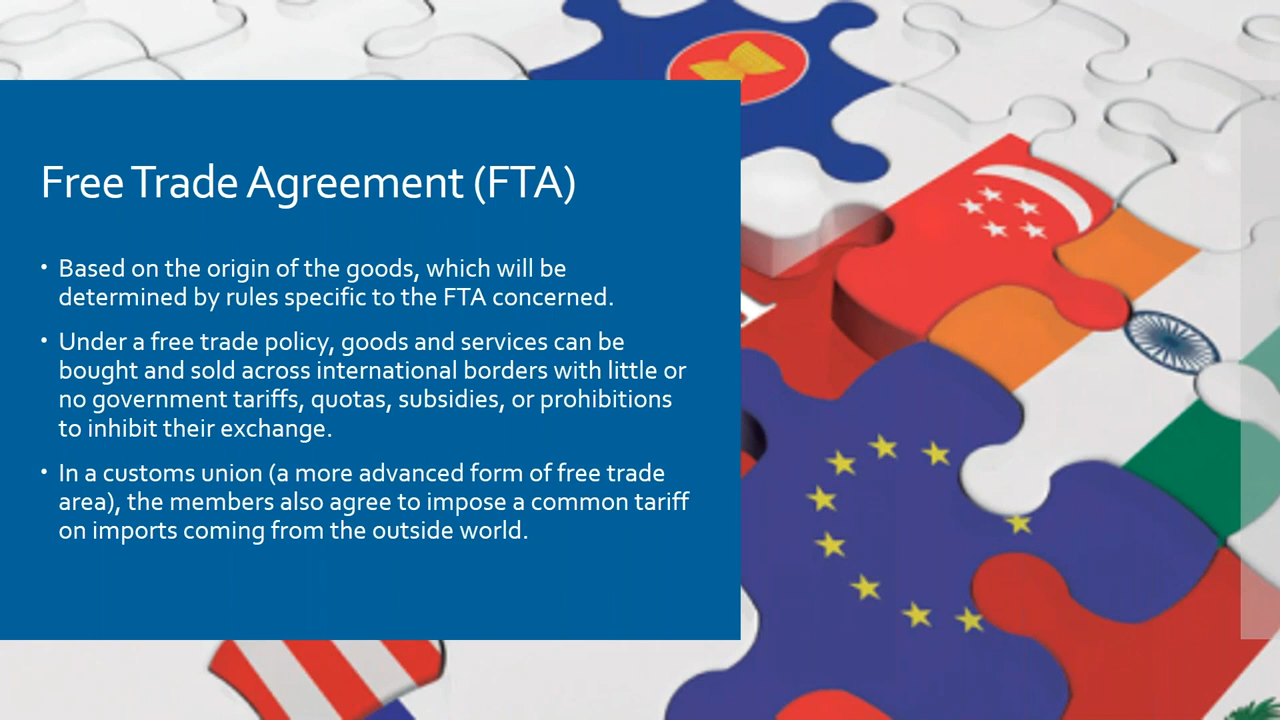 Free Trade Agreement (FTA)
• Based on the origin of the goods, which will be
determined by rules specific to the FTA concerned.
• Under a free trade policy, goods and services can be
bought and sold across international borders with little or
no government tariffs, quotas, subsidies, or prohibitions
to inhibit their exchange.
• In a customs union (a more advanced form of free trade
area), the members also agree to impose a common tariff
on imports coming from the outside world.